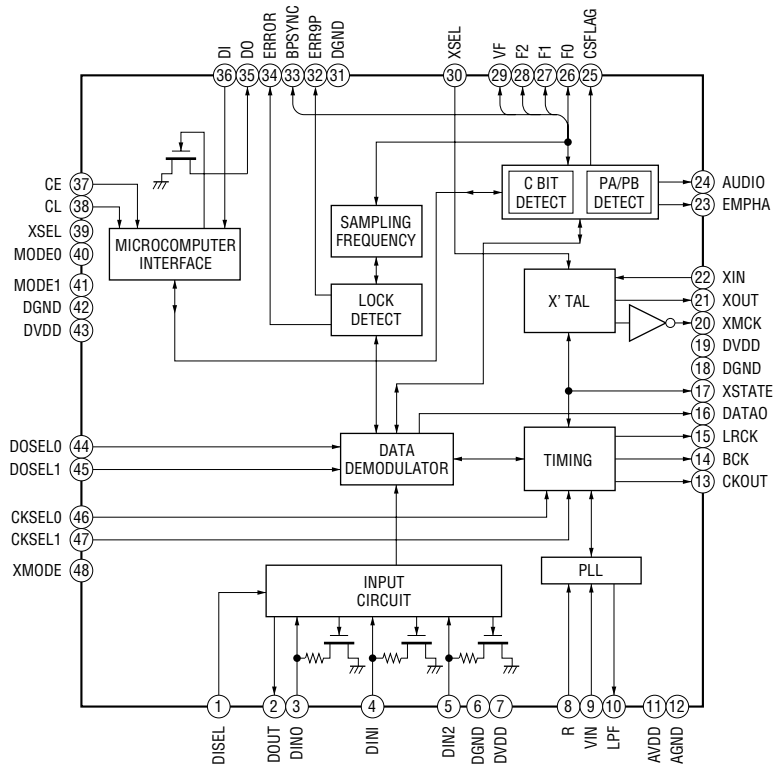 DI
DO
ERROR
BPSYNC
ERR9P
DGND
XSEL
VF
F2
F1
F0
CSFLAG
36
35
34
33
32
31
30
29
28
27
26
25
CE
37
CL
38
XSEL
39
MODE0
40
MODE1
41
DGND
42
DVDD
43
DOSEL0
44
DOSEL1
45
CKSEL0
46
CKSEL1
47
XMODE
48
MICROCOMPUTER
INTERFACE
SAMPLING
FREQUENCY
LOCK
DETECT
C BIT
DETECT
PA/PB
DETECT
X' TAL
DATA
DEMODULATOR
TIMING
INPUT
CIRCUIT
PLL
24
AUDIO
23
EMPHA
22
XIN
21
XOUT
20
XMCK
19
DVDD
18
DGND
17
XSTATE
16
DATAO
15
LRCK
14
BCK
13
CKOUT
1
2
3
4
5
6
7
8
9
10
11
12
DISEL
DOUT
DINO
DINI
DIN2
DGND
DVDD
R
VIN
LPF
AVDD
AGND